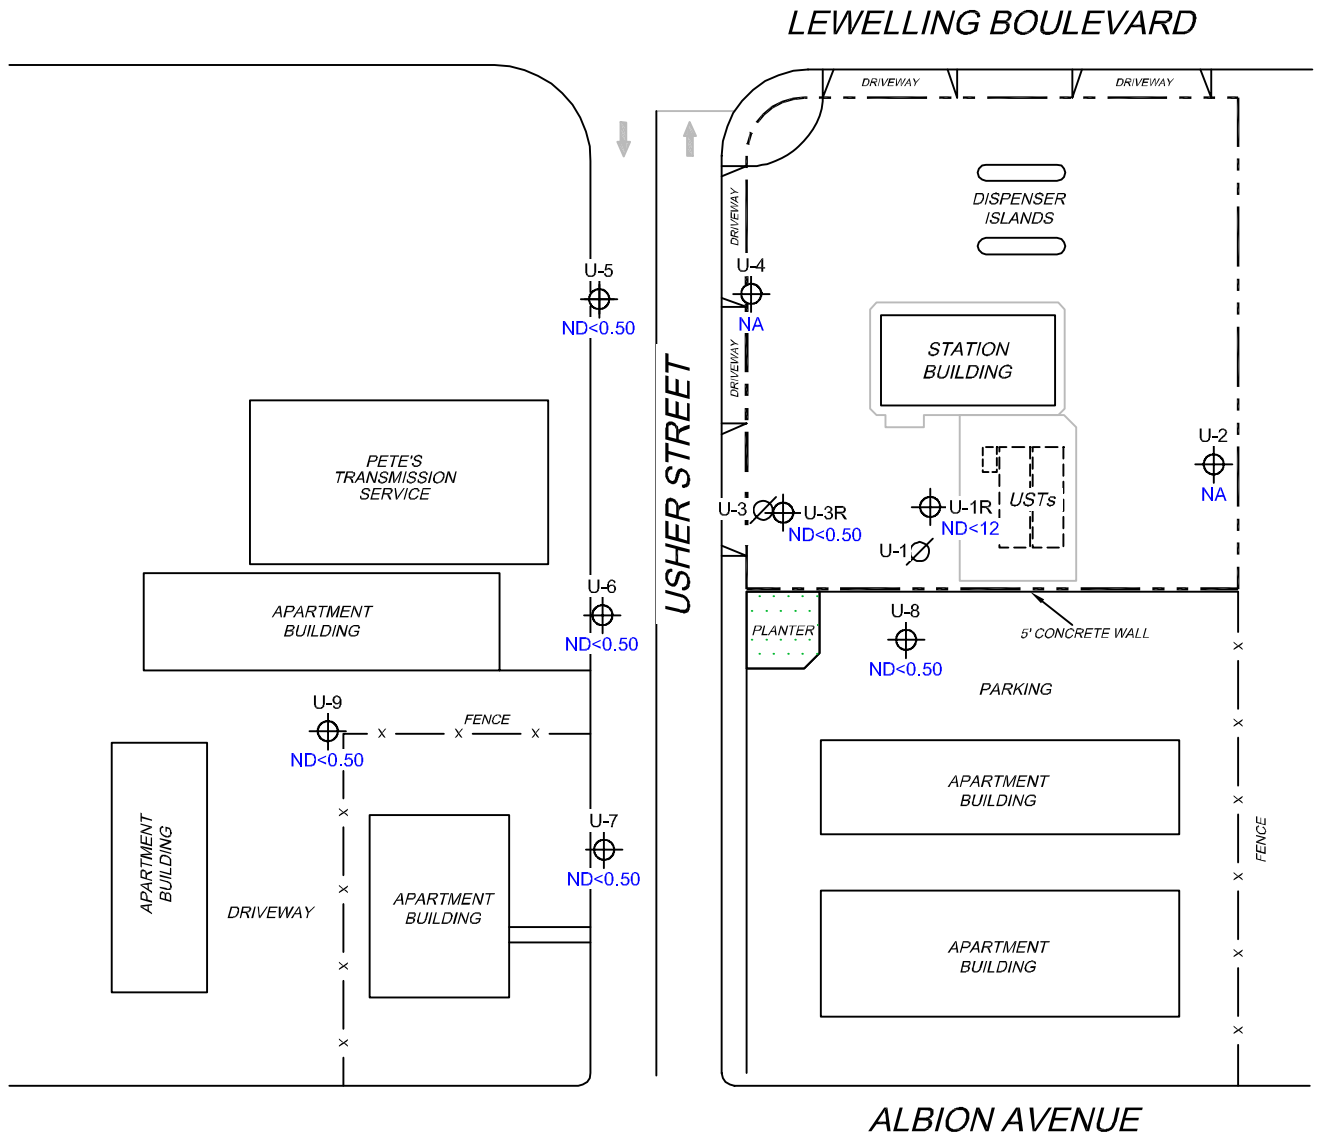 LEWELLING BOULEVARD
DRIVEWAY
DRIVEWAY
DISPENSER
ISLANDS
DRIVEWAY
U-5
ND<0.50
U-4
NA
DRIVEWAY
STATION
BUILDING
USHER STREET
U-2
NA
PETE'S
TRANSMISSION
SERVICE
U-3
U-3R
ND<0.50
U-1R
ND<12
U-1
USTs
U-6
ND<0.50
APARTMENT
BUILDING
PLANTER
U-8
ND<0.50
5' CONCRETE WALL
PARKING
U-9
ND<0.50
X
X
X
FENCE
X
X
X
X
APARTMENT
BUILDING
DRIVEWAY
APARTMENT
BUILDING
U-7
ND<0.50
APARTMENT
BUILDING
APARTMENT
BUILDING
X
X
X
X
X
X
FENCE
ALBION AVENUE